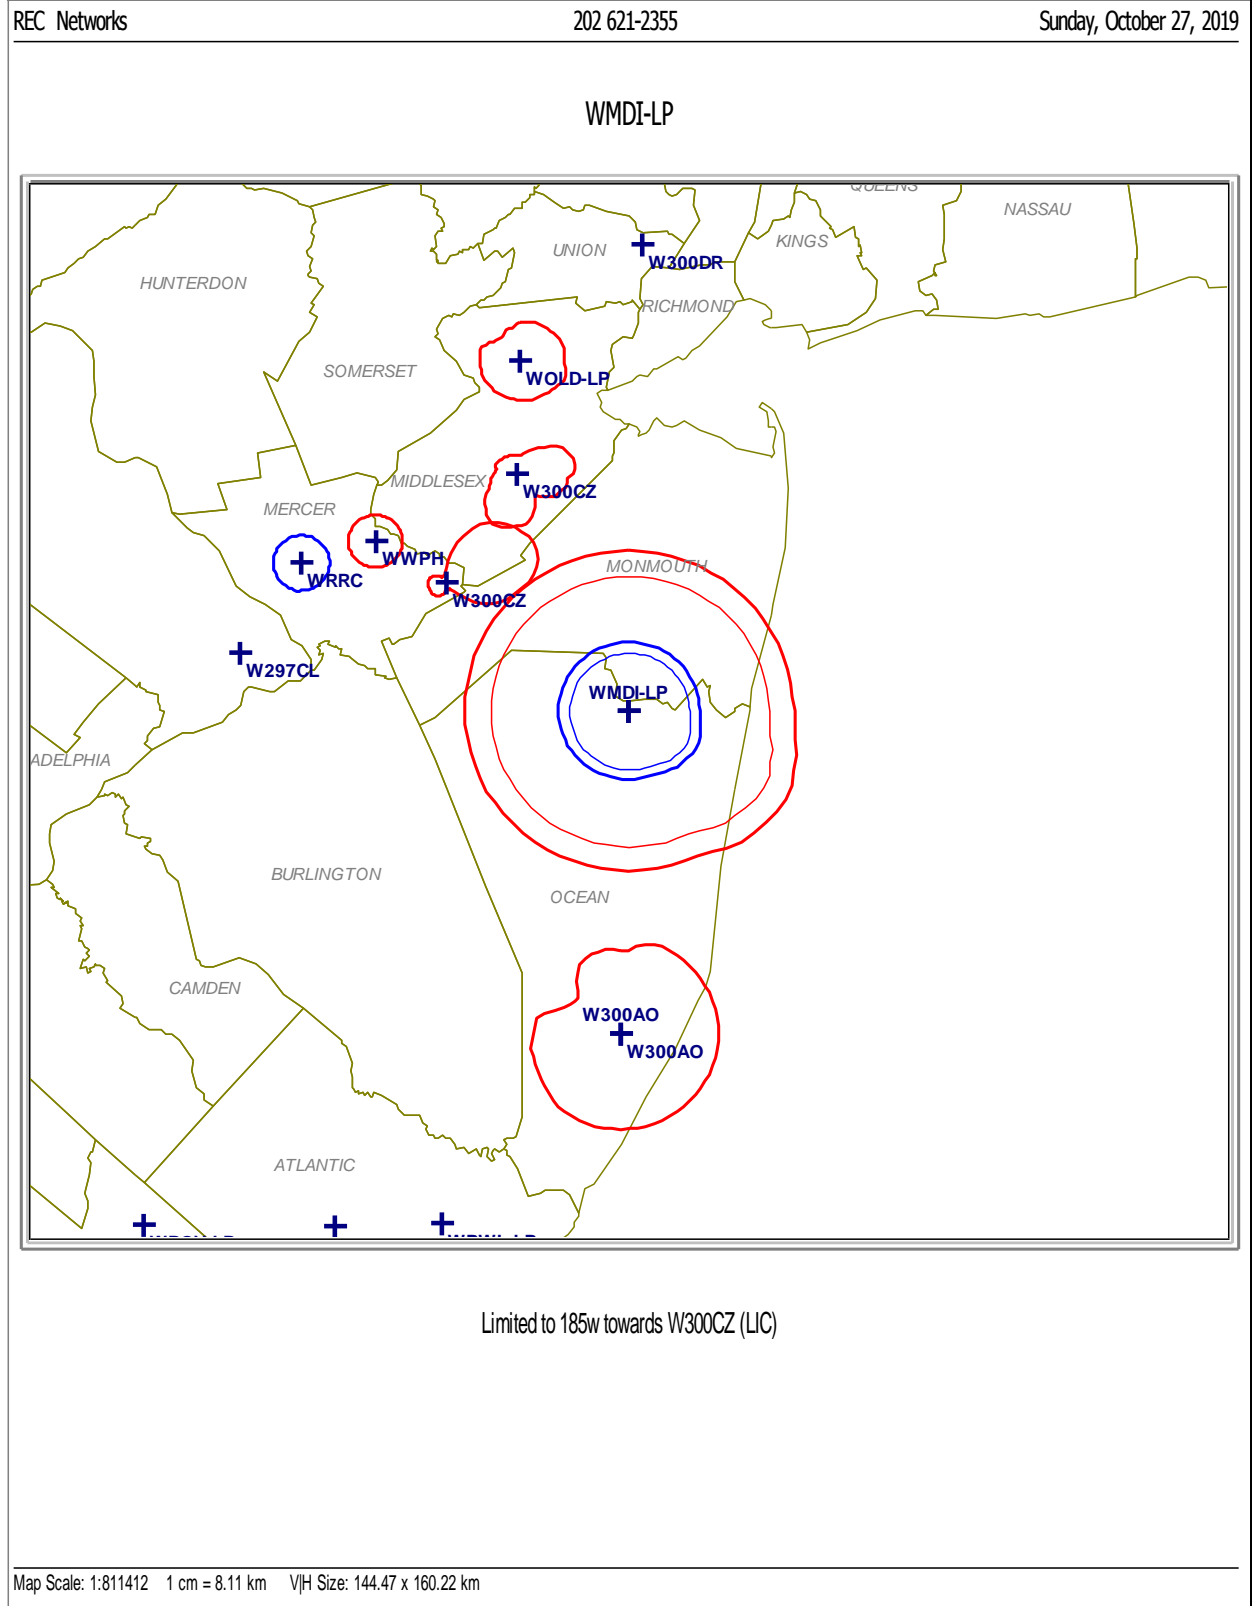 REC Networks 202 621-2355 Sunday, October 27, 2019
WMDI-LP
QUEENS
NASSAU
KINGS
UNION
W300DR
HUNTERDON
RICHMOND
SOMERSET
WOLD-LP
MIDDLESEX
W300CZ
MERCER
WWPH
MONMOUTH
WRRC
W300CZ
W297CL
WMDI-LP
ADELPHIA
BURLINGTON
OCEAN
CAMDEN
W300AO
W300AO
ATLANTIC
Limited to 185w towards W300CZ (LIC)
Map Scale: 1:811412 1 cm = 8.11 km V|H Size: 144.47 x 160.22 km